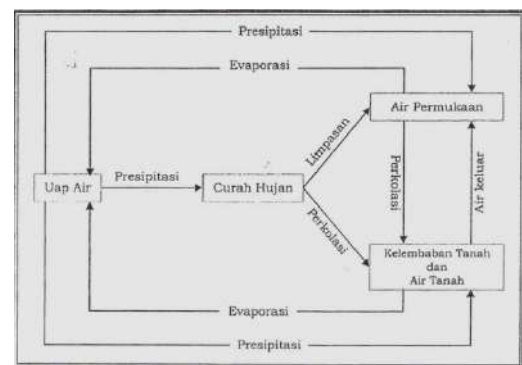 Presipitasi
Evaporasi
Air Permukaan
Limpasan
Perkolasi
Air keluar
Uap Air
Presipitasi
Curah Hujan
Perkolasi
Kelembaban Tanah
dan
Air Tanah
Evaporasi
Presipitasi